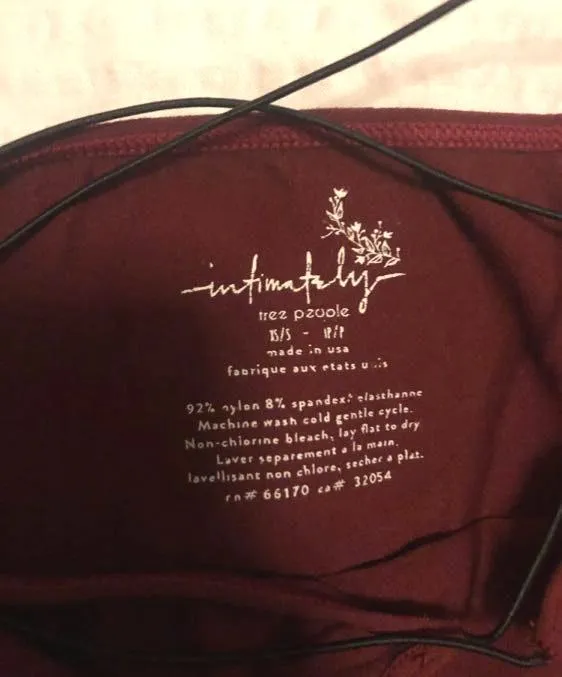 intimately
free people
XS/S - TP/P
made in usa
fabrique aux etats unis
92% nylon 8% spandex: elasthanne
Machine wash cold gentle cycle.
Non-chlorine bleach, lay flat to dry
Laver separement a la main.
lavellisant non chlore, secher a plat.
rn# 66170 ca# 32054